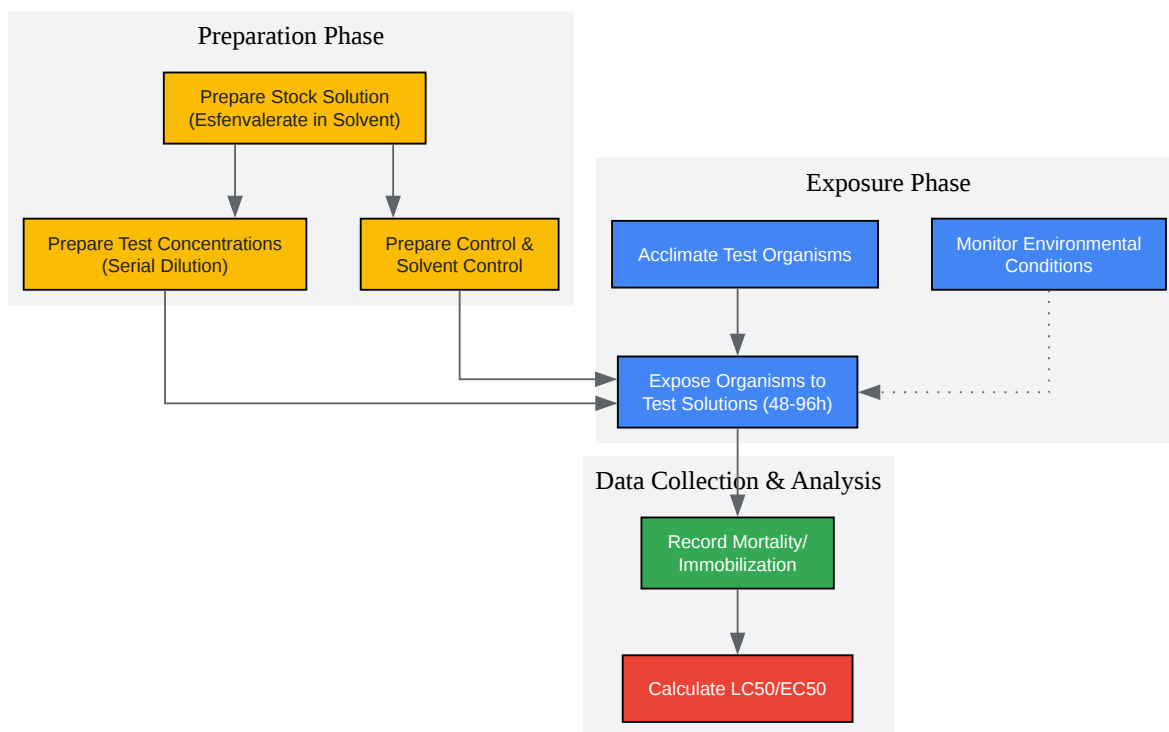 Preparation Phase
Prepare Stock Solution
(Esfenvalerate in Solvent)
Prepare Test Concentrations
(Serial Dilution)
Prepare Control &
Solvent Control
Exposure Phase
Acclimate Test Organisms
Monitor Environmental
Conditions
Expose Organisms to
Test Solutions (48-96h)
Data Collection & Analysis
Record Mortality/
Immobilization
Calculate LC50/EC50